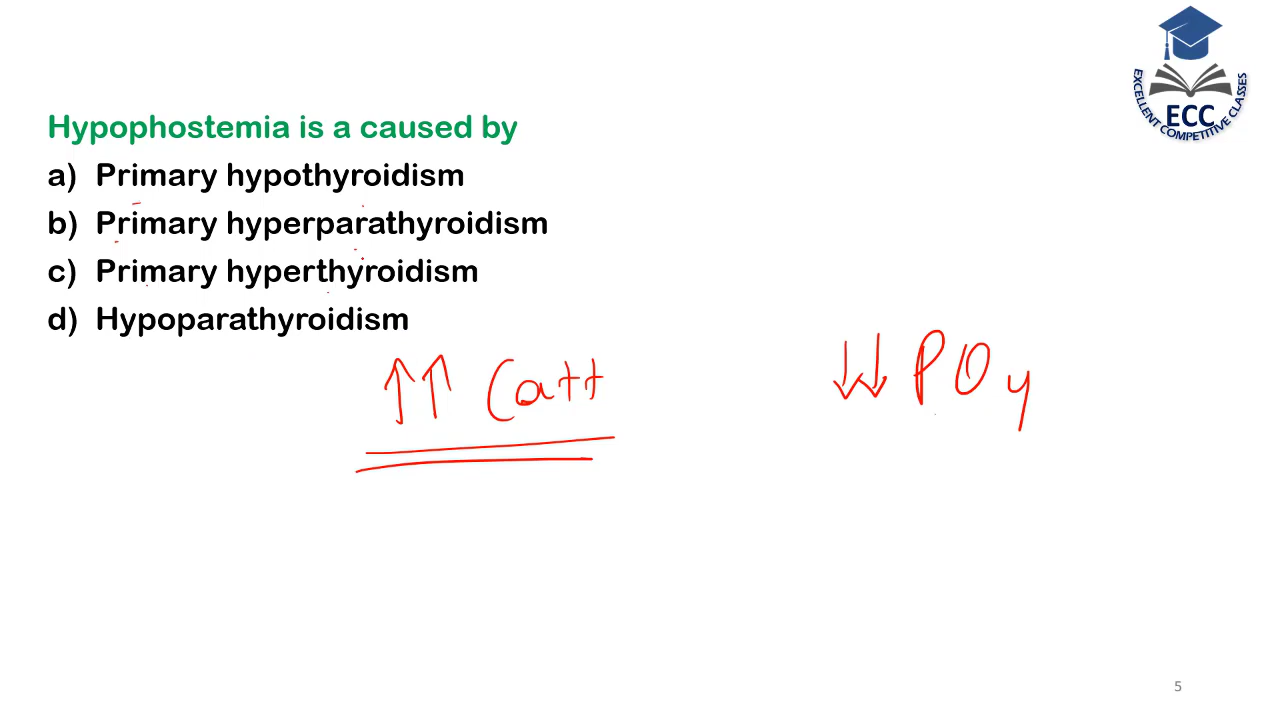 EXCELLENT COMPETITIVE CLASSES
ECC
Hypophostemia is a caused by
a) Primary hypothyroidism
b) Primary hyperparathyroidism
c) Primary hyperthyroidism
d) Hypoparathyroidism
↑↑ Ca++
↓↓ PO4
5